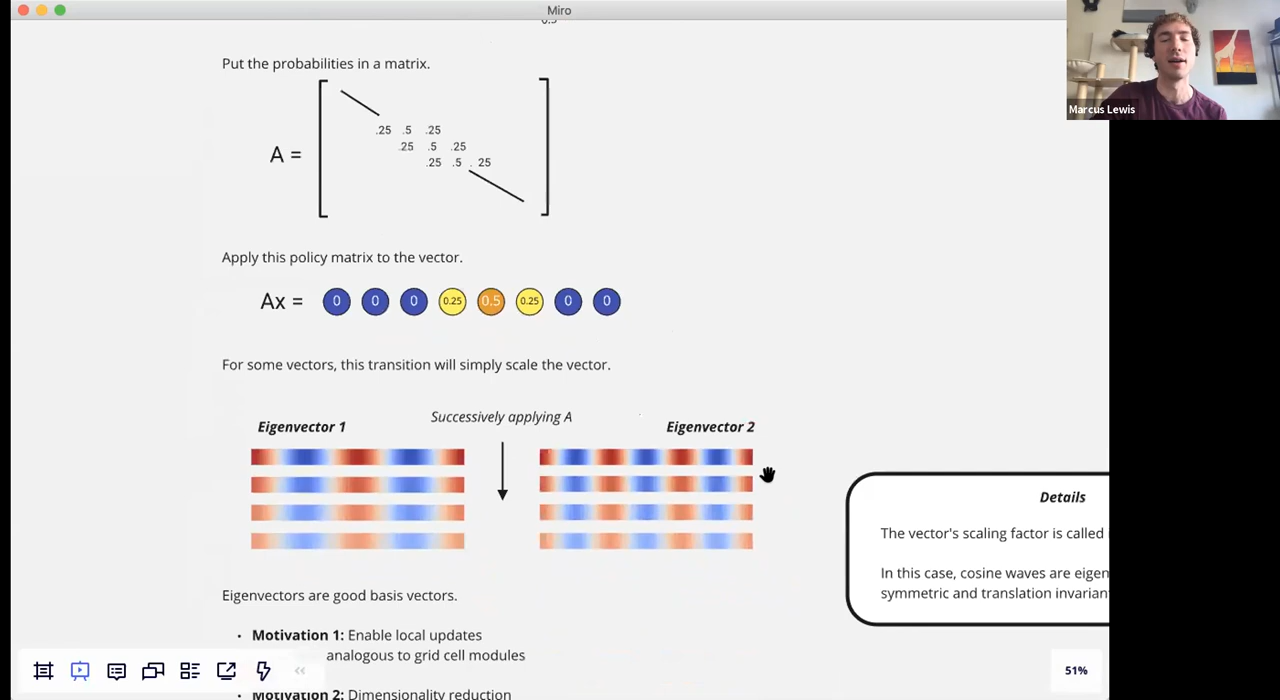 Miro
Put the probabilities in a matrix.
A =
.25 .5 .25
.25 .5 .25
.25 .5 . 25
Apply this policy matrix to the vector.
Ax = 0 0 0 0.25 0.5 0.25 0 0
For some vectors, this transition will simply scale the vector.
Successively applying A
Eigenvector 1
Eigenvector 2
Details
The vector's scaling factor is called
In this case, cosine waves are eigen
symmetric and translation invarian
Eigenvectors are good basis vectors.
• Motivation 1: Enable local updates
analogous to grid cell modules
• Motivation 2: Dimensionality reduction
51%
Marcus Lewis